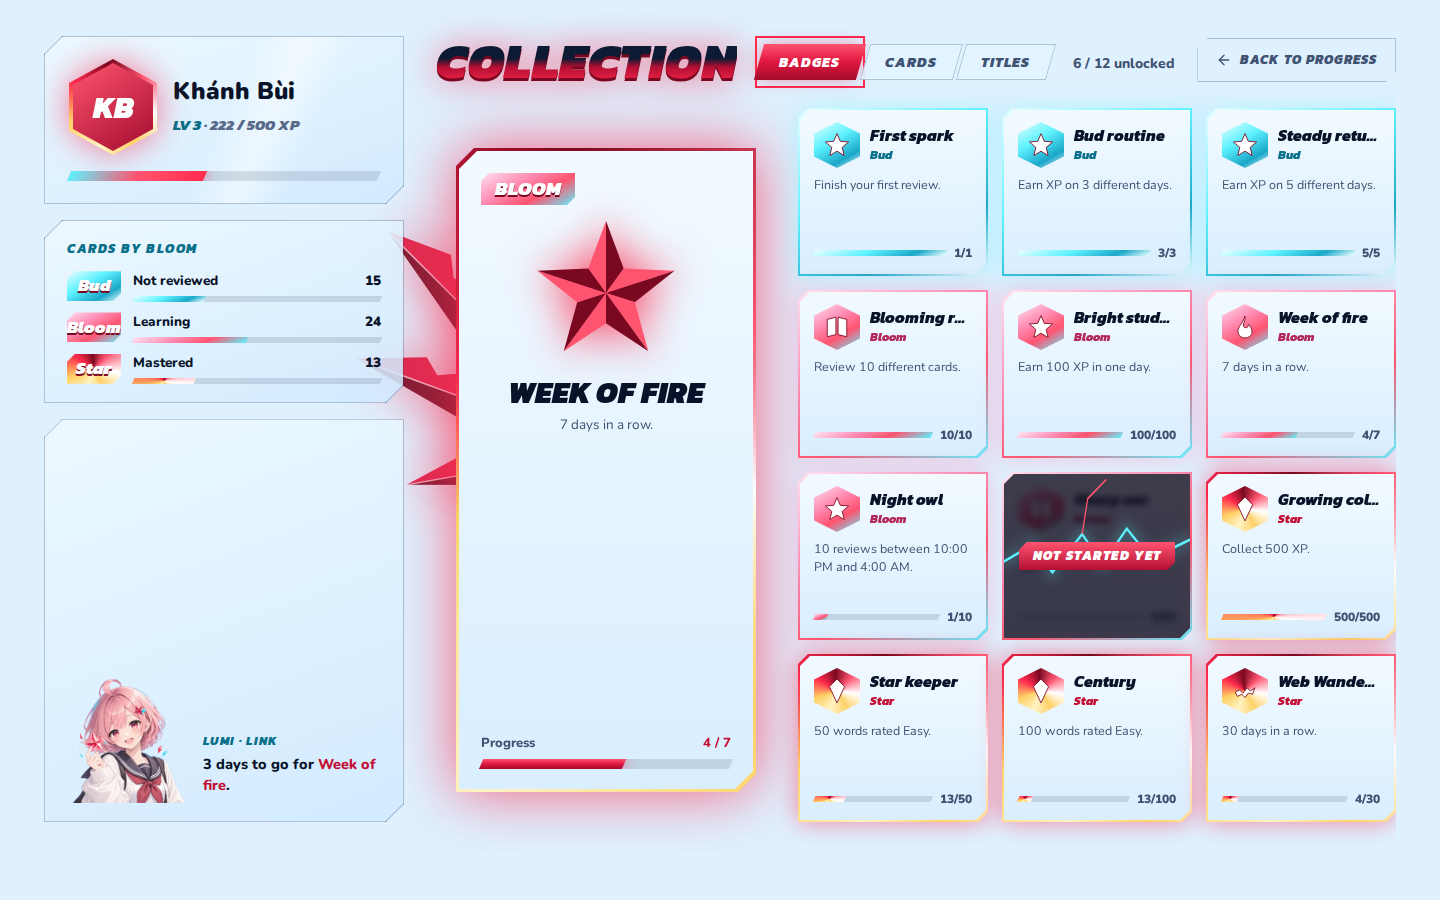 KB
Khánh Bùi
LV 3 · 222 / 500 XP
CARDS BY BLOOM
Bud
Not reviewed
15
Bloom
Learning
24
Star
Mastered
13
LUMI · LINK
3 days to go for Week of
fire.
COLLECTION
BADGES
CARDS
TITLES
6 / 12 unlocked
← BACK TO PROGRESS
BLOOM
WEEK OF FIRE
7 days in a row.
Progress
4 / 7
First spark
Bud
Finish your first review.
1/1
Bud routine
Bud
Earn XP on 3 different days.
3/3
Steady retu...
Bud
Earn XP on 5 different days.
5/5
Blooming r...
Bloom
Review 10 different cards.
10/10
Bright stud...
Bloom
Earn 100 XP in one day.
100/100
Week of fire
Bloom
7 days in a row.
4/7
Night owl
Bloom
10 reviews between 10:00
PM and 4:00 AM.
1/10
NOT STARTED YET
Growing col...
Star
Collect 500 XP.
500/500
Star keeper
Star
50 words rated Easy.
13/50
Century
Star
100 words rated Easy.
13/100
Web Wande...
Star
30 days in a row.
4/30